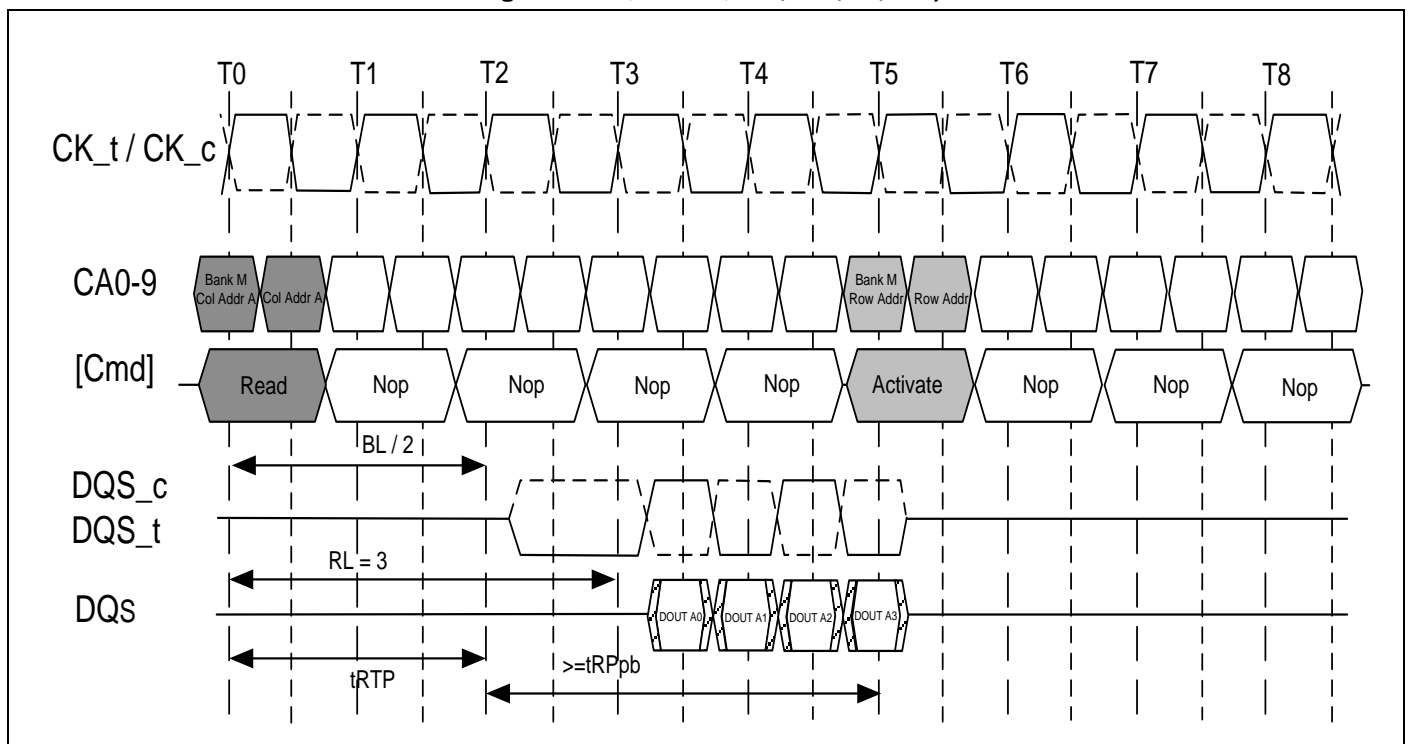 T0 T1 T2 T3 T4 T5 T6 T7 T8
CK_t / CK_c
CA0-9
Bank M
Col Addr A
Col Addr A
Bank M
Row Addr
Row Addr
[Cmd]
Read Nop Nop Nop Nop Activate Nop Nop Nop
BL / 2
DQS_c
DQS_t
RL = 3
DQs
DOUT A0 DOUT A1 DOUT A2 DOUT A3
tRTP
>=tRPpb